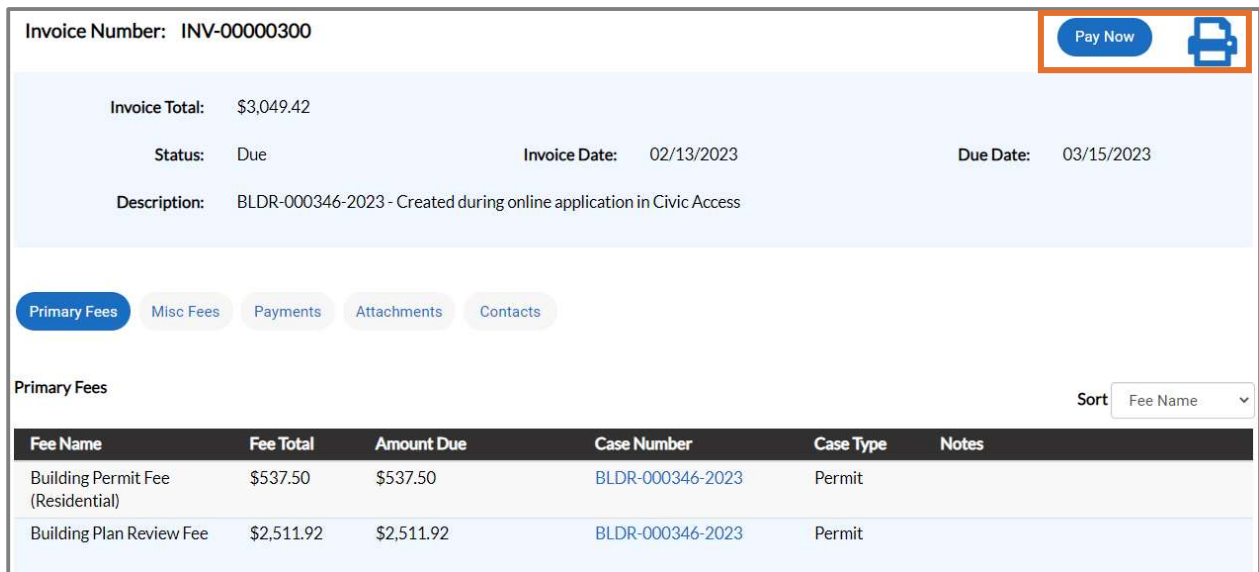 Invoice Number: INV-00000300 Pay Now
Invoice Total: $3,049.42
Status: Due Invoice Date: 02/13/2023 Due Date: 03/15/2023
Description: BLDR-000346-2023 - Created during online application in Civic Access
Primary Fees Misc Fees Payments Attachments Contacts
Primary Fees
Sort Fee Name
Fee Name Fee Total Amount Due Case Number Case Type Notes
Building Permit Fee $537.50 $537.50 BLDR-000346-2023 Permit
(Residential)
Building Plan Review Fee $2,511.92 $2,511.92 BLDR-000346-2023 Permit